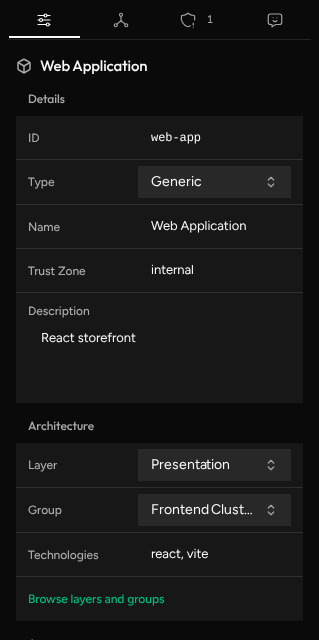 1
Web Application
Details
ID web-app
Type Generic
Name Web Application
Trust Zone internal
Description
React storefront
Architecture
Layer Presentation
Group Frontend Clust...
Technologies react, vite
Browse layers and groups